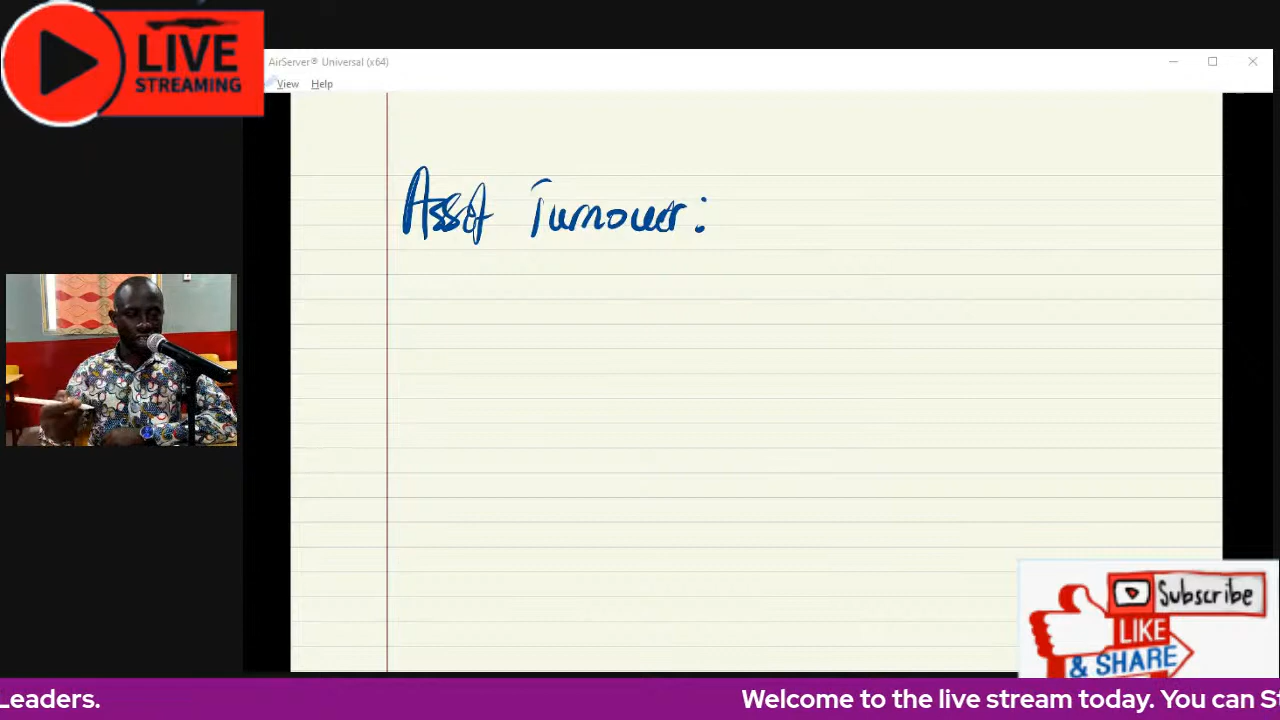 LIVE
STREAMING
AirServer® Universal (x64)
View Help
Asset Turnover:
Subscribe
LIKE
& SHARE
Leaders. Welcome to the live stream today. You can St